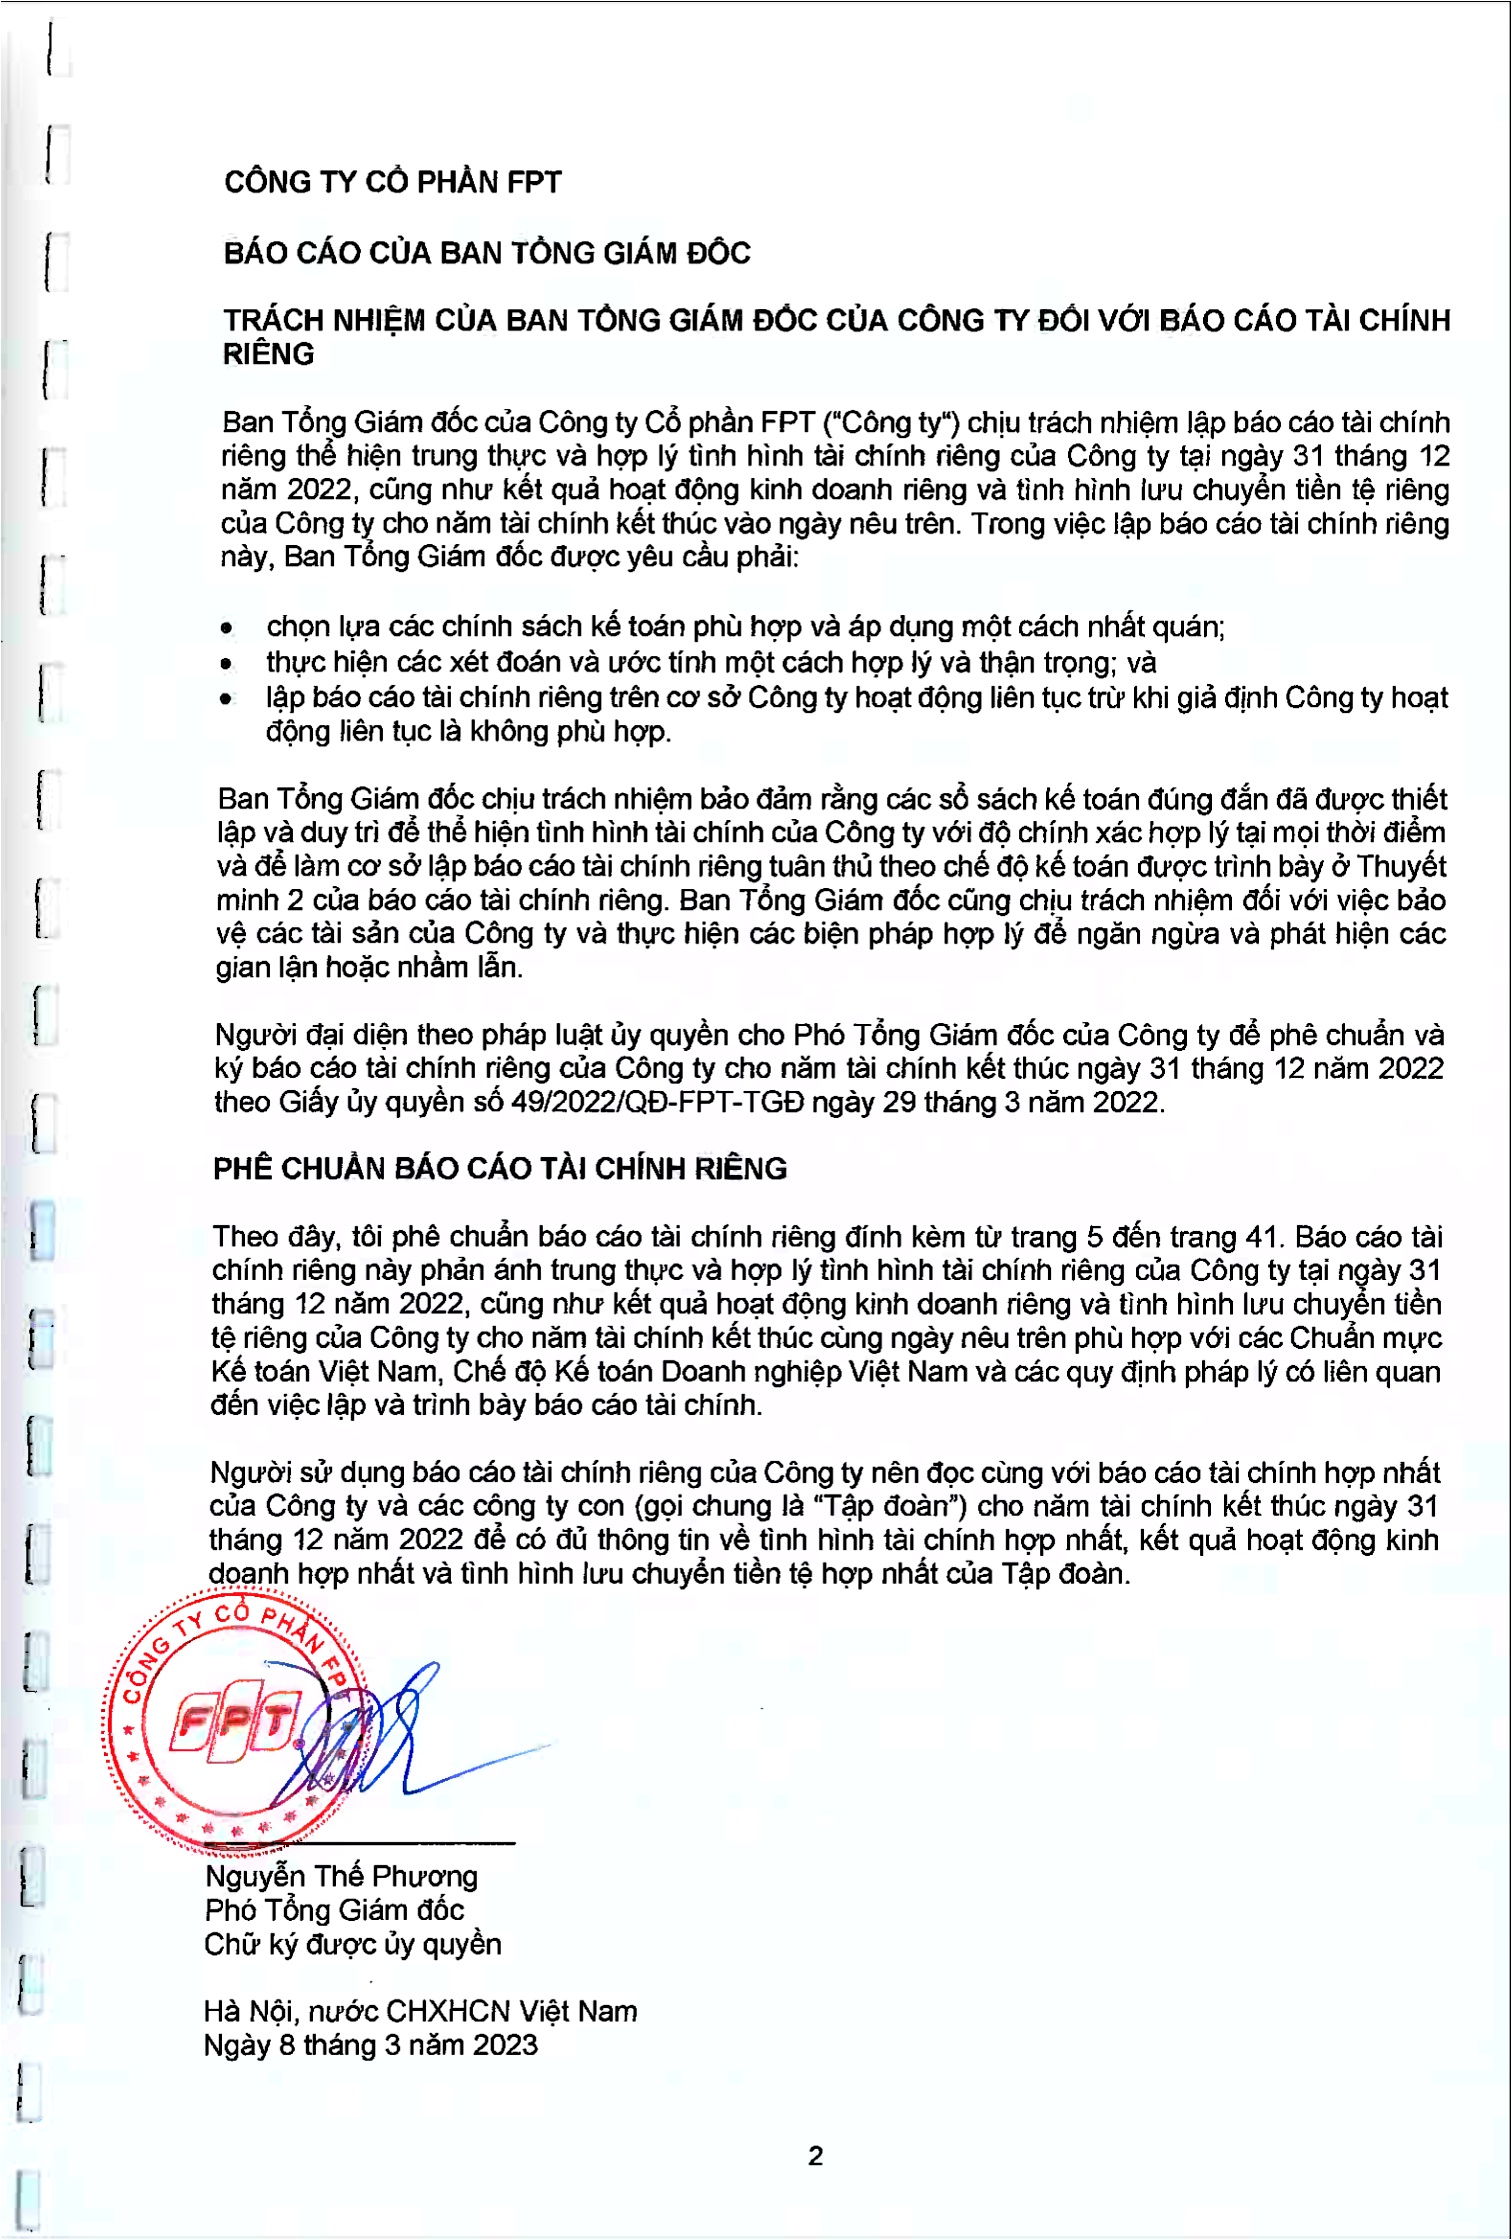 CÔNG TY CỔ PHẦN FPT
BÁO CÁO CỦA BAN TỔNG GIÁM ĐỐC
TRÁCH NHIỆM CỦA BAN TỔNG GIÁM ĐỐC CỦA CÔNG TY ĐỐI VỚI BÁO CÁO TÀI CHÍNH
RIÊNG
Ban Tổng Giám đốc của Công ty Cổ phần FPT ("Công ty") chịu trách nhiệm lập báo cáo tài chính
riêng thể hiện trung thực và hợp lý tình hình tài chính riêng của Công ty tại ngày 31 tháng 12
năm 2022, cũng như kết quả hoạt động kinh doanh riêng và tình hình lưu chuyển tiền tệ riêng
của Công ty cho năm tài chính kết thúc vào ngày nêu trên. Trong việc lập báo cáo tài chính riêng
này, Ban Tổng Giám đốc được yêu cầu phải:
• chọn lựa các chính sách kế toán phù hợp và áp dụng một cách nhất quán;
• thực hiện các xét đoán và ước tính một cách hợp lý và thận trọng; và
• lập báo cáo tài chính riêng trên cơ sở Công ty hoạt động liên tục trừ khi giả định Công ty hoạt
động liên tục là không phù hợp.
Ban Tổng Giám đốc chịu trách nhiệm bảo đảm rằng các sổ sách kế toán đúng đắn đã được thiết
lập và duy trì để thể hiện tình hình tài chính của Công ty với độ chính xác hợp lý tại mọi thời điểm
và để làm cơ sở lập báo cáo tài chính riêng tuân thủ theo chế độ kế toán được trình bày ở Thuyết
minh 2 của báo cáo tài chính riêng. Ban Tổng Giám đốc cũng chịu trách nhiệm đối với việc bảo
vệ các tài sản của Công ty và thực hiện các biện pháp hợp lý để ngăn ngừa và phát hiện các
gian lận hoặc nhầm lẫn.
Người đại diện theo pháp luật ủy quyền cho Phó Tổng Giám đốc của Công ty để phê chuẩn và
ký báo cáo tài chính riêng của Công ty cho năm tài chính kết thúc ngày 31 tháng 12 năm 2022
theo Giấy ủy quyền số 49/2022/QĐ-FPT-TGĐ ngày 29 tháng 3 năm 2022.
PHÊ CHUẨN BÁO CÁO TÀI CHÍNH RIÊNG
Theo đây, tôi phê chuẩn báo cáo tài chính riêng đính kèm từ trang 5 đến trang 41. Báo cáo tài
chính riêng này phản ánh trung thực và hợp lý tình hình tài chính riêng của Công ty tại ngày 31
tháng 12 năm 2022, cũng như kết quả hoạt động kinh doanh riêng và tình hình lưu chuyển tiền
tệ riêng của Công ty cho năm tài chính kết thúc cùng ngày nêu trên phù hợp với các Chuẩn mực
Kế toán Việt Nam, Chế độ Kế toán Doanh nghiệp Việt Nam và các quy định pháp lý có liên quan
đến việc lập và trình bày báo cáo tài chính.
Người sử dụng báo cáo tài chính riêng của Công ty nên đọc cùng với báo cáo tài chính hợp nhất
của Công ty và các công ty con (gọi chung là “Tập đoàn”) cho năm tài chính kết thúc ngày 31
tháng 12 năm 2022 để có đủ thông tin về tình hình tài chính hợp nhất, kết quả hoạt động kinh
doanh hợp nhất và tình hình lưu chuyển tiền tệ hợp nhất của Tập đoàn.
CÔNG TY CỔ PHẦN FPT
FPT
Nguyễn Thế Phương
Phó Tổng Giám đốc
Chữ ký được ủy quyền
Hà Nội, nước CHXHCN Việt Nam
Ngày 8 tháng 3 năm 2023
2